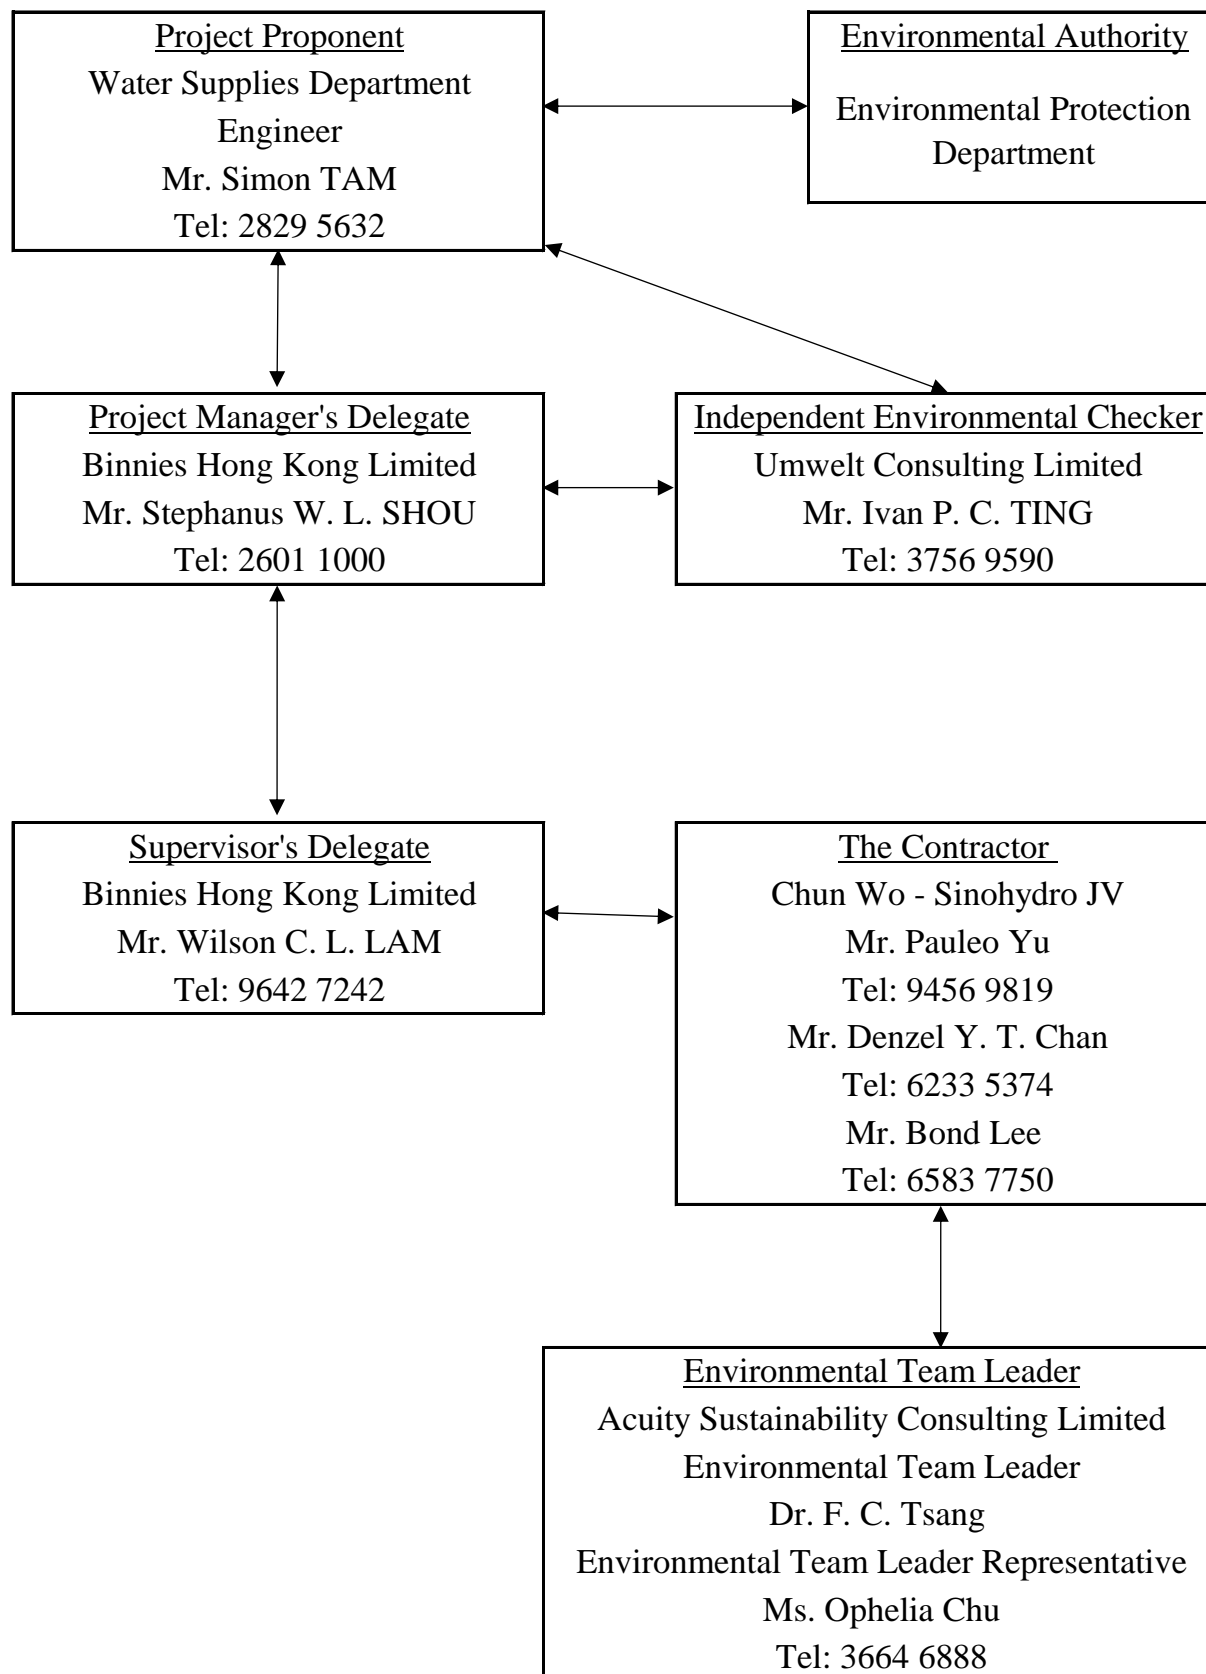 Project Proponent
Water Supplies Department
Engineer
Mr. Simon TAM
Tel: 2829 5632
Environmental Authority
Environmental Protection
Department
Project Manager's Delegate
Binnies Hong Kong Limited
Mr. Stephanus W. L. SHOU
Tel: 2601 1000
Independent Environmental Checker
Umwelt Consulting Limited
Mr. Ivan P. C. TING
Tel: 3756 9590
Supervisor's Delegate
Binnies Hong Kong Limited
Mr. Wilson C. L. LAM
Tel: 9642 7242
The Contractor
Chun Wo - Sinohydro JV
Mr. Pauleo Yu
Tel: 9456 9819
Mr. Denzel Y. T. Chan
Tel: 6233 5374
Mr. Bond Lee
Tel: 6583 7750
Environmental Team Leader
Acuity Sustainability Consulting Limited
Environmental Team Leader
Dr. F. C. Tsang
Environmental Team Leader Representative
Ms. Ophelia Chu
Tel: 3664 6888